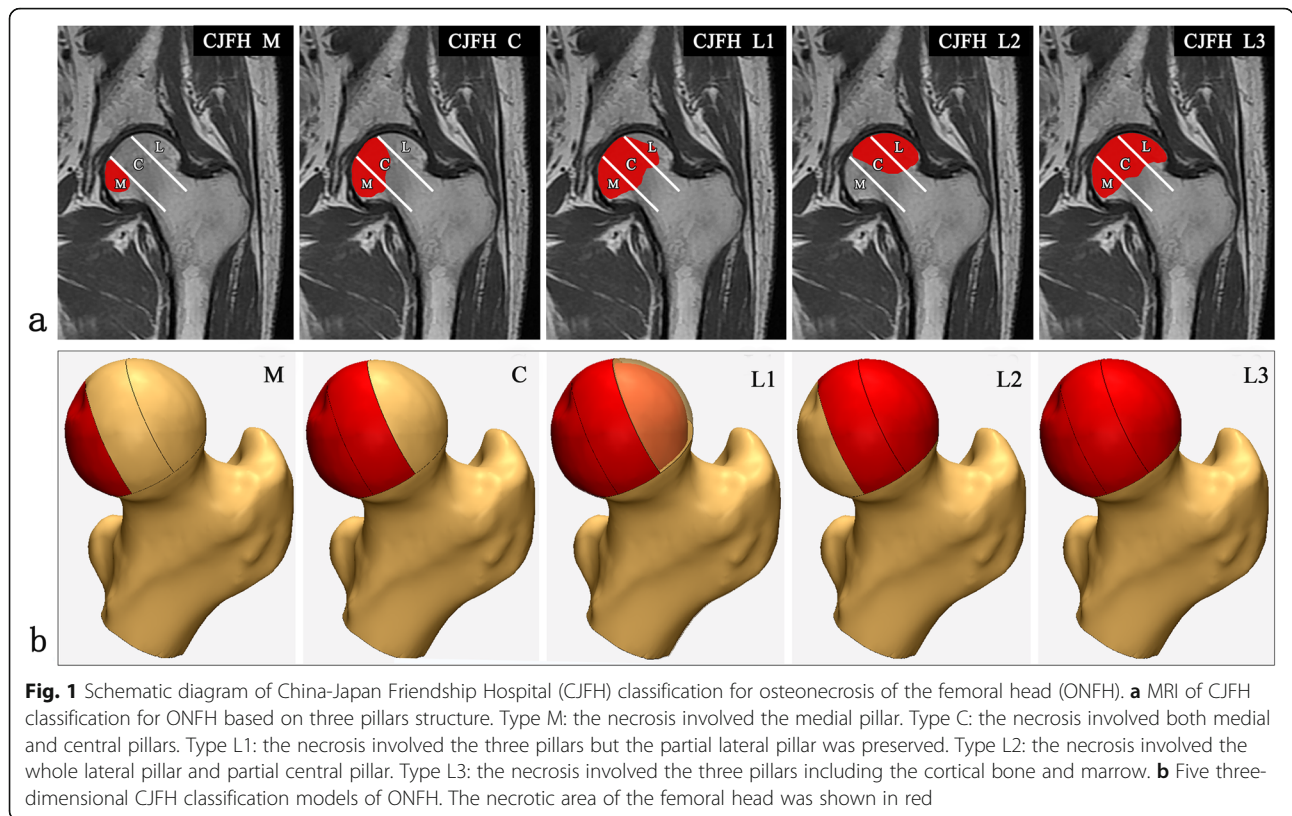 CJFH M
CJFH C
CJFH L1
CJFH L2
CJFH L3
L
C
M
L
C
M
L
C
M
L
C
M
L
C
M
a
M
C
L1
L2
L3
b
Fig. 1 Schematic diagram of China-Japan Friendship Hospital (CJFH) classification for osteonecrosis of the femoral head (ONFH). a MRI of CJFH
classification for ONFH based on three pillars structure. Type M: the necrosis involved the medial pillar. Type C: the necrosis involved both medial
and central pillars. Type L1: the necrosis involved the three pillars but the partial lateral pillar was preserved. Type L2: the necrosis involved the
whole lateral pillar and partial central pillar. Type L3: the necrosis involved the three pillars including the cortical bone and marrow. b Five three-
dimensional CJFH classification models of ONFH. The necrotic area of the femoral head was shown in red